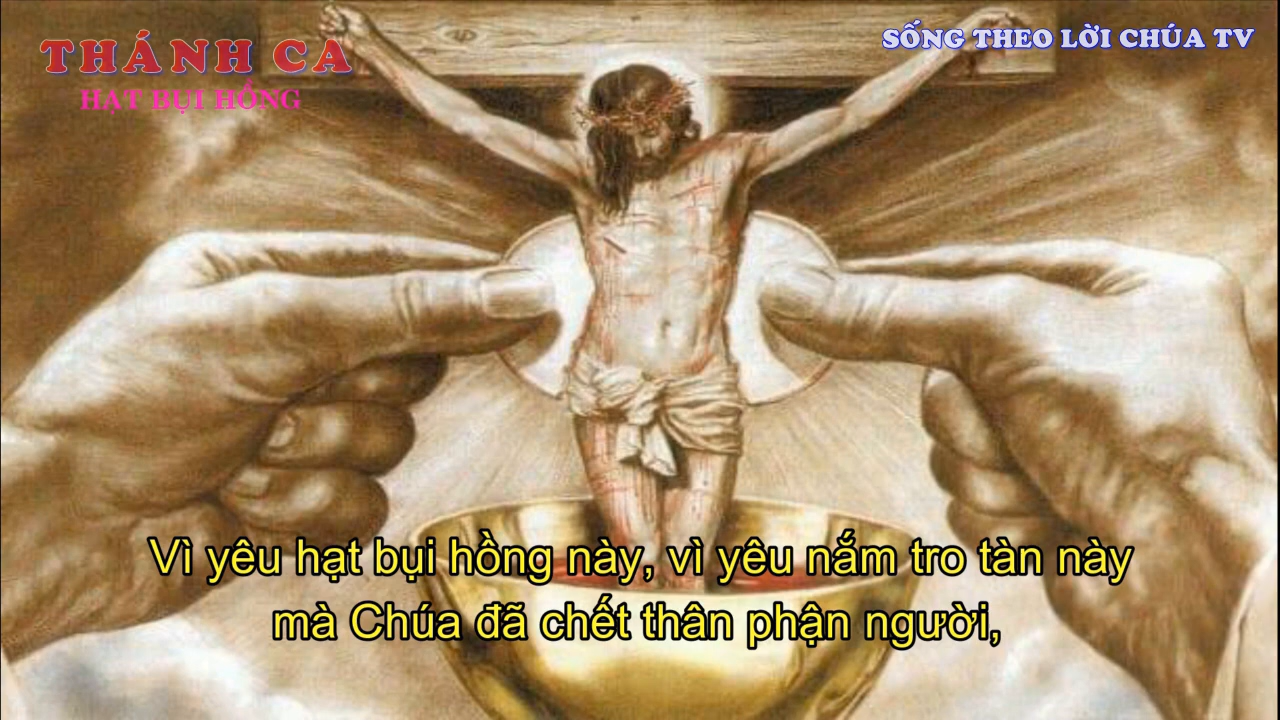 THÁNH CA
HẠT BỤI HỒNG
SỐNG THEO LỜI CHÚA TV
Vì yêu hạt bụi hồng này, vì yêu nắm tro tàn này
mà Chúa đã chết thân phận người,